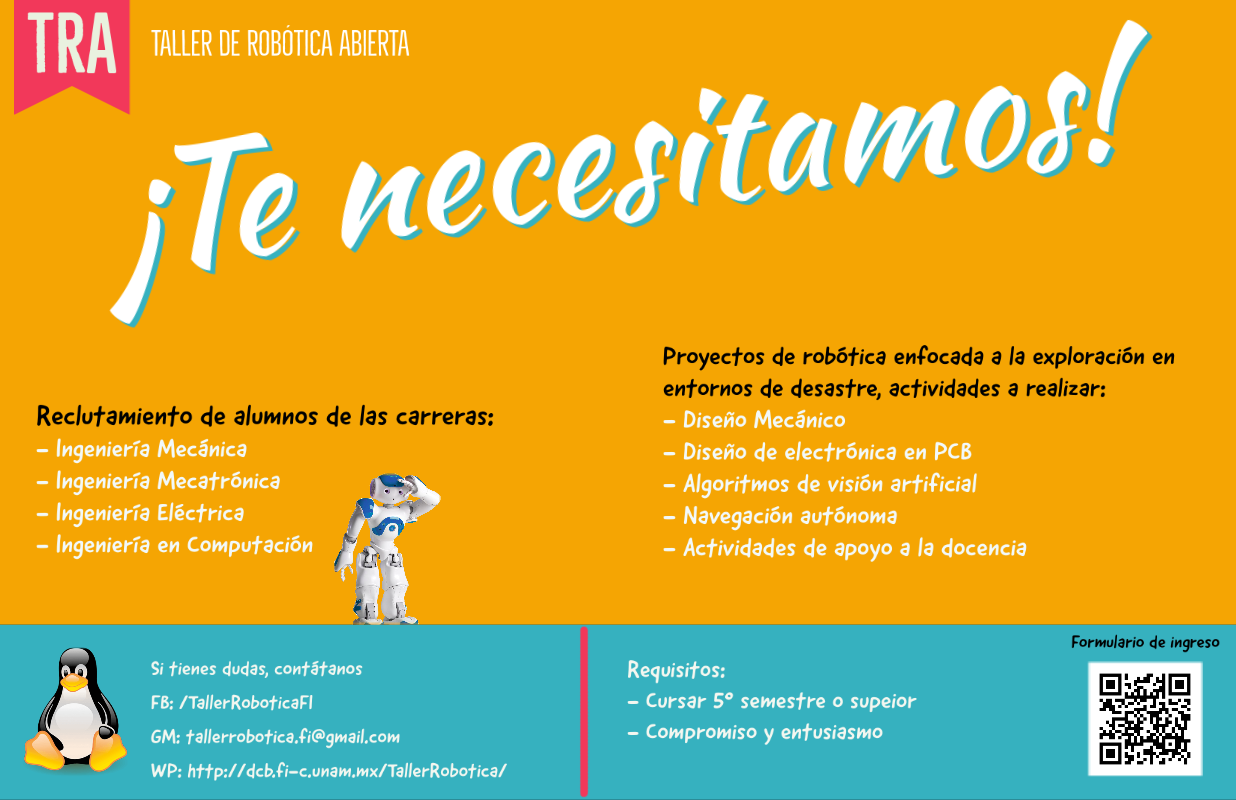 TRA
TALLER DE ROBÓTICA ABIERTA
¡Te necesitamos!
Reclutamiento de alumnos de las carreras:
- Ingeniería Mecánica
- Ingeniería Mecatrónica
- Ingeniería Eléctrica
- Ingeniería en Computación
Proyectos de robótica enfocada a la exploración en
entornos de desastre, actividades a realizar:
- Diseño Mecánico
- Diseño de electrónica en PCB
- Algoritmos de visión artificial
- Navegación autónoma
- Actividades de apoyo a la docencia
Si tienes dudas, contátanos
FB: /TallerRoboticaFI
GM: tallerrobotica.fi@gmail.com
WP: http://dcb.fi-c.unam.mx/TallerRobotica/
Requisitos:
- Cursar 5° semestre o supeior
- Compromiso y entusiasmo
Formulario de ingreso